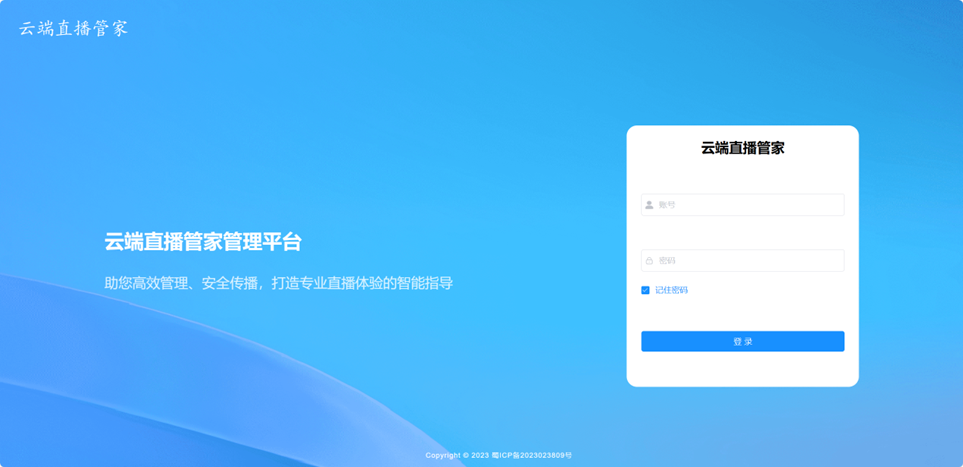 云端直播管家
云端直播管家
账号
云端直播管家管理平台
密码
助您高效管理、安全传播，打造专业直播体验的智能指导
记住密码
登 录
Copyright © 2023 蜀ICP备2023023809号